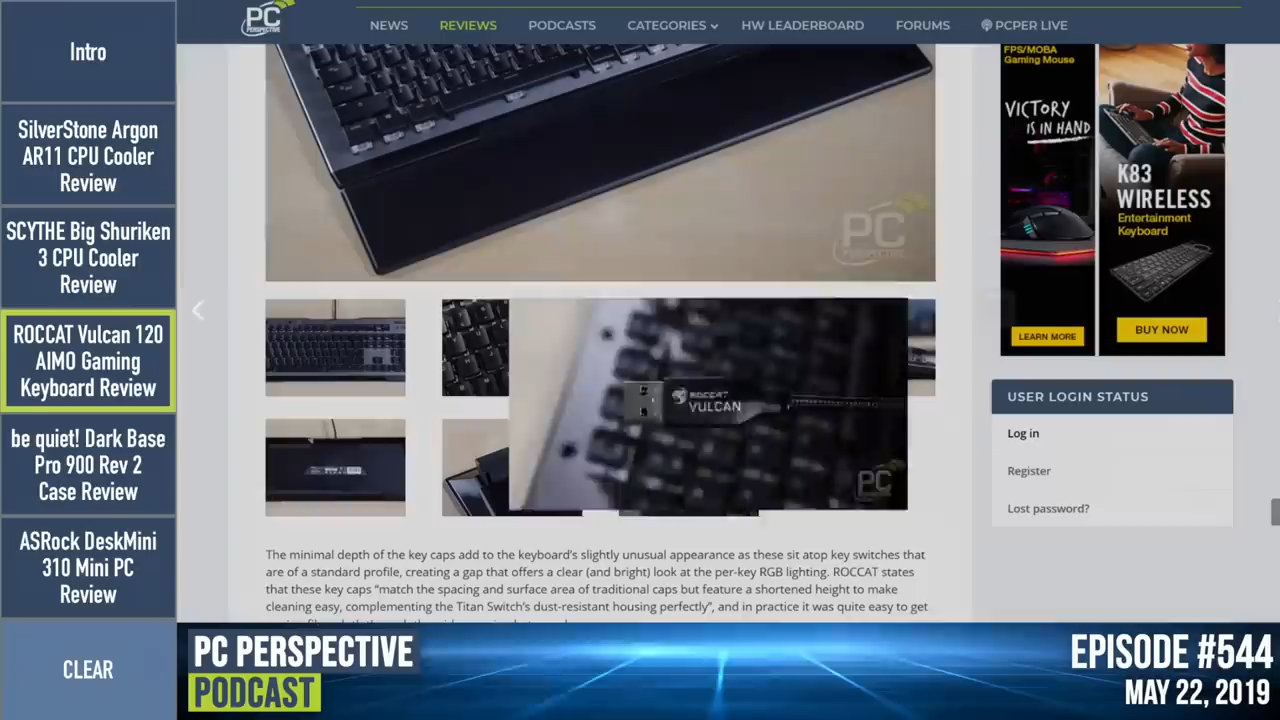 Intro
SilverStone Argon
AR11 CPU Cooler
Review
SCYTHE Big Shuriken
3 CPU Cooler
Review
ROCCAT Vulcan 120
AIMO Gaming
Keyboard Review
be quiet! Dark Base
Pro 900 Rev 2
Case Review
ASRock DeskMini
310 Mini PC
Review
CLEAR
PC
PERSPECTIVE
NEWS REVIEWS PODCASTS CATEGORIES HW LEADERBOARD FORUMS PCPER LIVE
PC
PERSPECTIVE
ROCCAT
VULCAN
PC
The minimal depth of the key caps add to the keyboard's slightly unusual appearance as these sit atop key switches that
are of a standard profile, creating a gap that offers a clear (and bright) look at the per-key RGB lighting. ROCCAT states
that these key caps "match the spacing and surface area of traditional caps but feature a shortened height to make
cleaning easy, complementing the Titan Switch's dust-resistant housing perfectly", and in practice it was quite easy to get
FPS/MOBA
Gaming Mouse
VICTORY
IS IN HAND
LEARN MORE
K83
WIRELESS
Entertainment
Keyboard
BUY NOW
USER LOGIN STATUS
Log in
Register
Lost password?
PC PERSPECTIVE
PODCAST
EPISODE #544
MAY 22, 2019